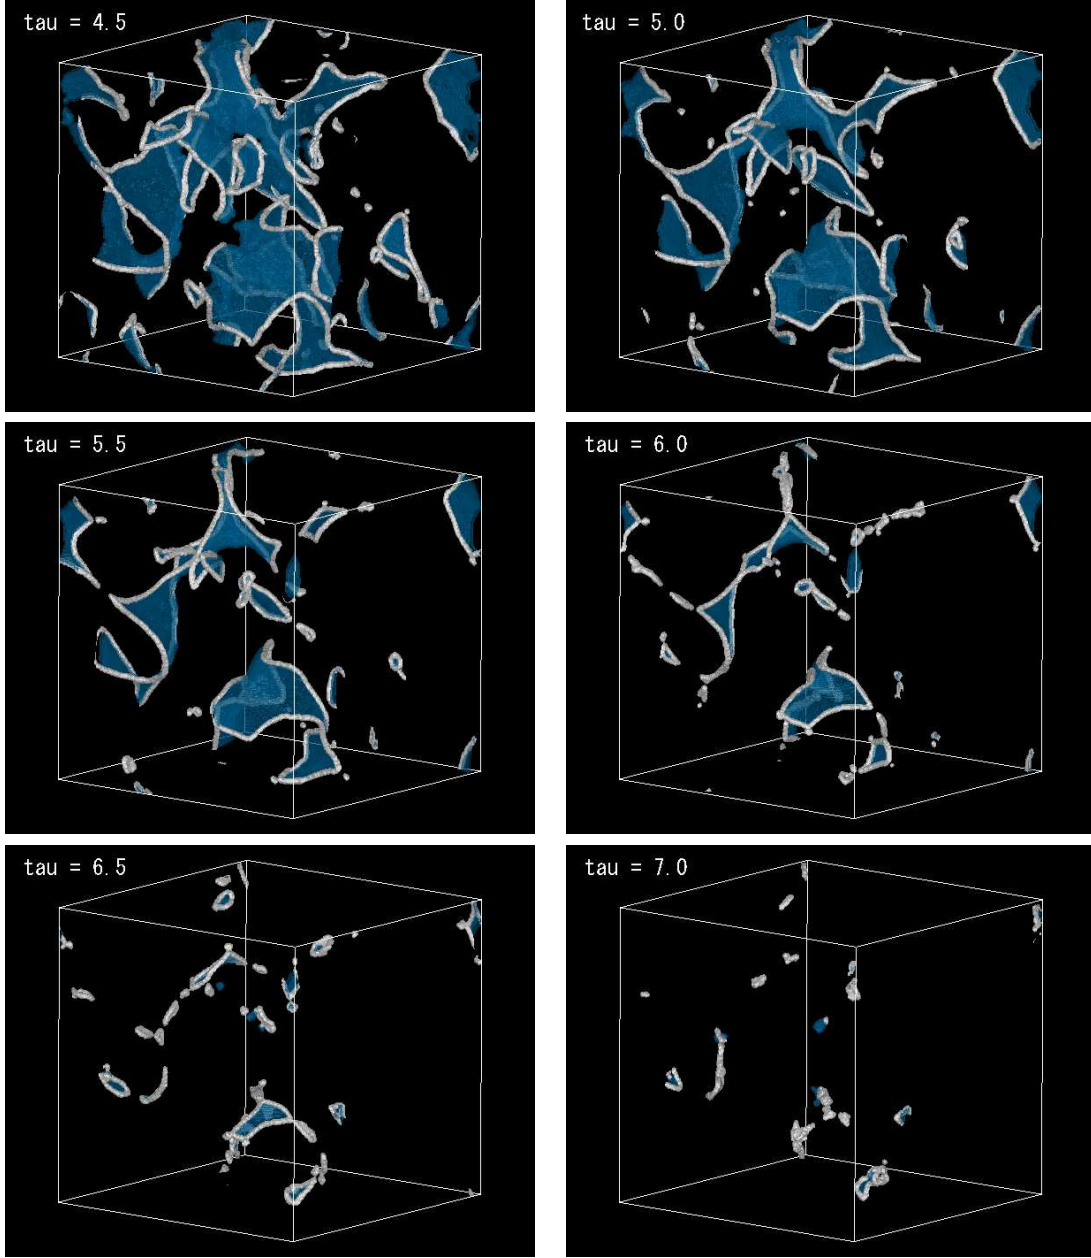 tau = 4.5
tau = 5.0
tau = 5.5
tau = 6.0
tau = 6.5
tau = 7.0